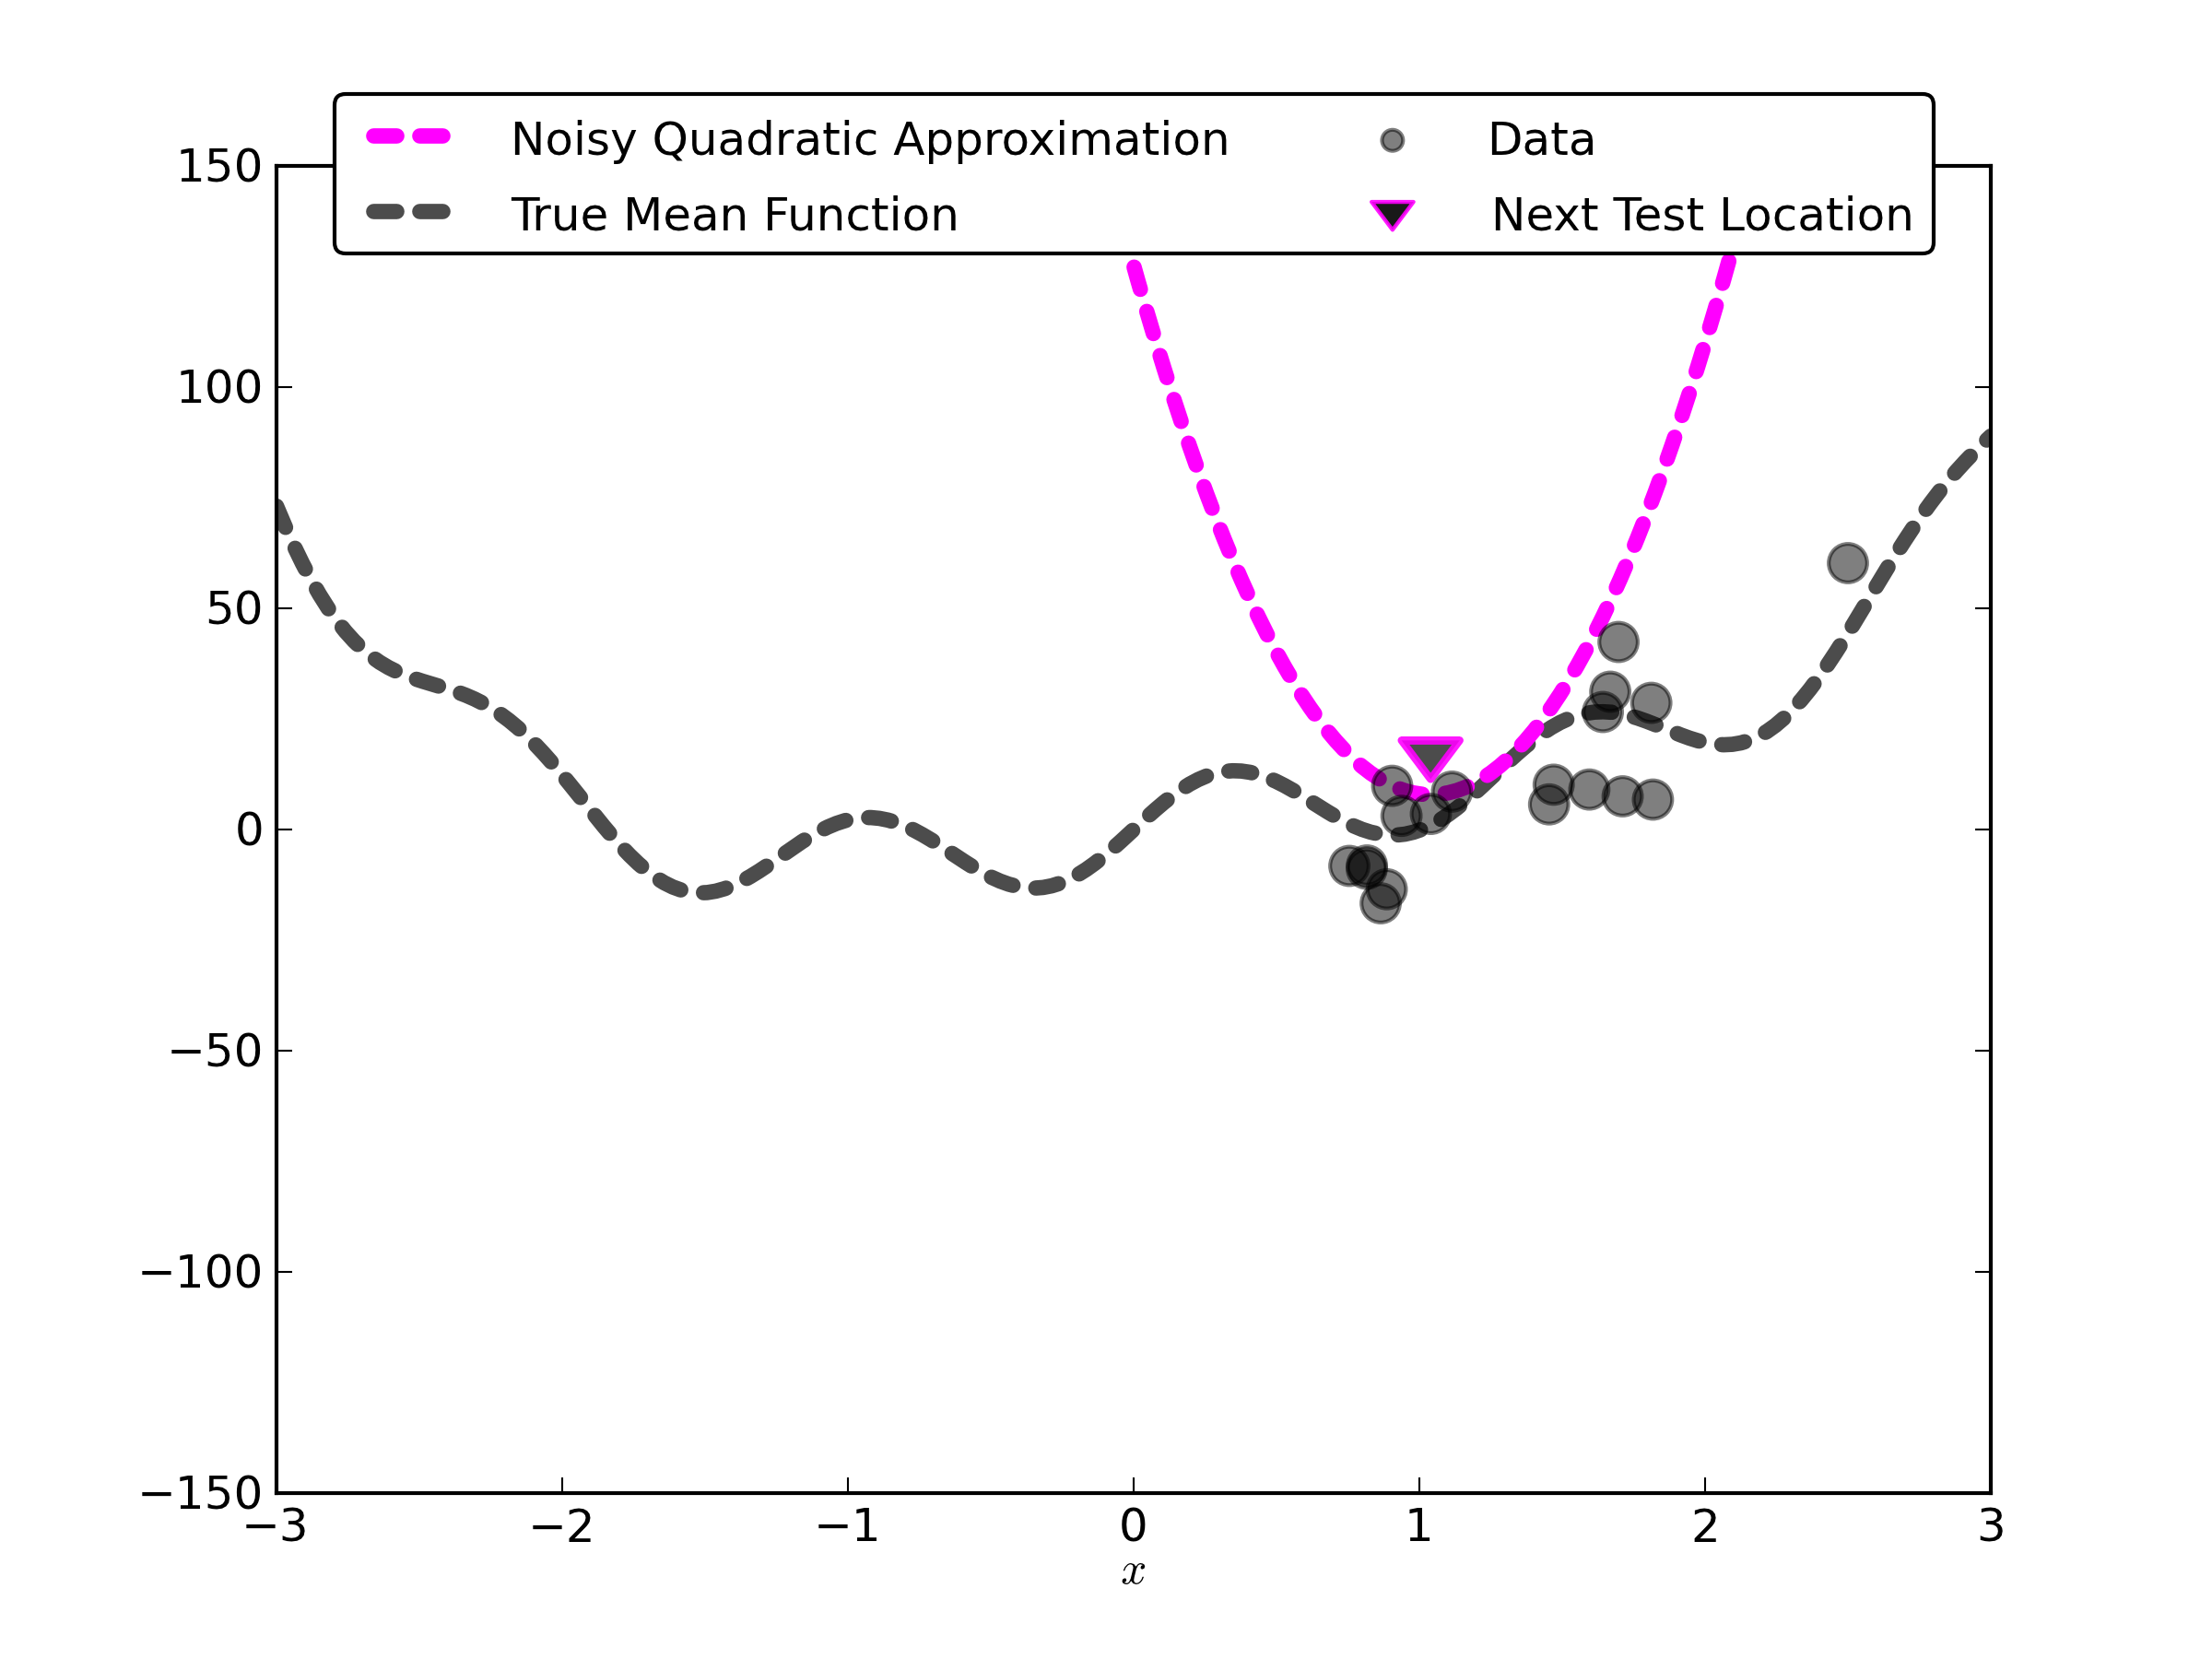 Noisy Quadratic Approximation
True Mean Function
Data
Next Test Location
150
100
50
0
−50
−100
−150
−3 −2 −1 0 1 2 3
x